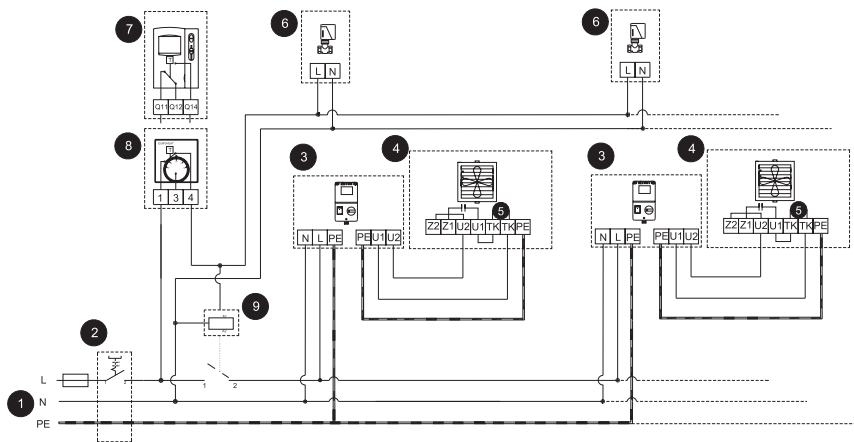 7
6
6
L N
L N
Q11 Q12 Q14
8
1 3 4
3
4
3
4
5
5
Z2 Z1 U2 U1 TK TK PE
Z2 Z1 U2 U1 TK TK PE
N L PE
PE U1 U2
N L PE
PE U1 U2
9
2
L
1 2
1
N
PE